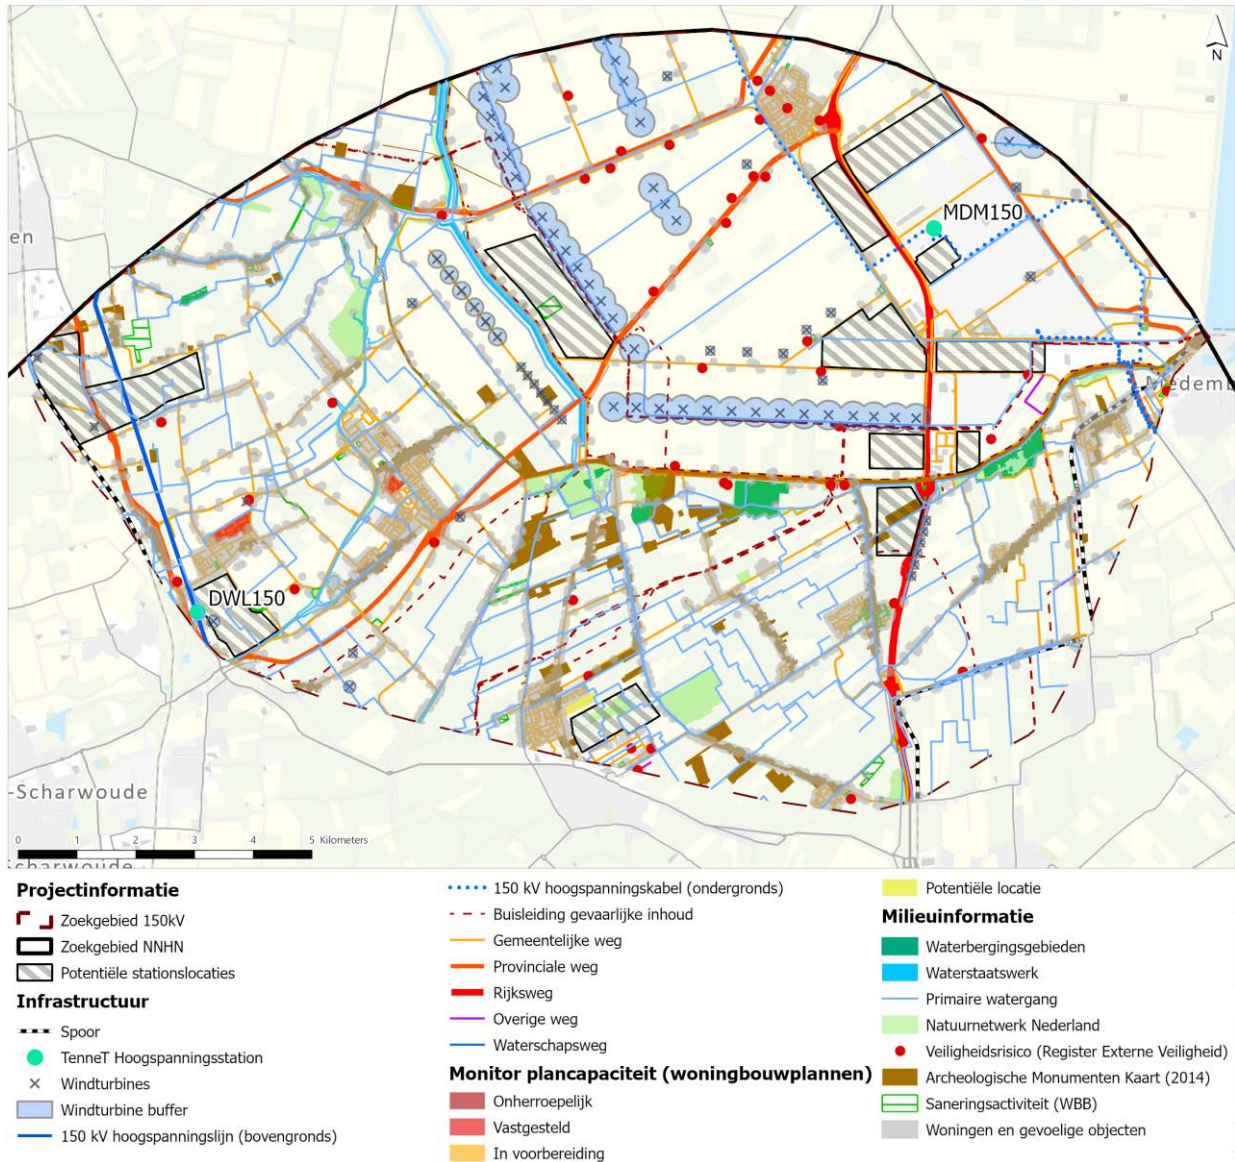 N
en
MDM150
Medemb
DWL150
-Scharwoude
0 1 2 3 4 5 Kilometers
Scharwoude
Projectinformatie
Zoekgebied 150kV
Zoekgebied NNHN
Potentiële stationslocaties
Infrastructuur
Spoor
TenneT Hoogspanningsstation
Windturbines
Windturbine buffer
150 kV hoogspanningslijn (bovengronds)
150 kV hoogspanningskabel (ondergronds)
Buisleiding gevaarlijke inhoud
Gemeentelijke weg
Provinciale weg
Rijksweg
Overige weg
Waterschapsweg
Monitor plancapaciteit (woningbouwplannen)
Onherroepelijk
Vastgesteld
In voorbereiding
Potentiële locatie
Milieuinformatie
Waterbergingsgebieden
Waterstaatswerk
Primaire watergang
Natuurnetwerk Nederland
Veiligheidsrisico (Register Externe Veiligheid)
Archeologische Monumenten Kaart (2014)
Saneringsactiviteit (WBB)
Woningen en gevoelige objecten